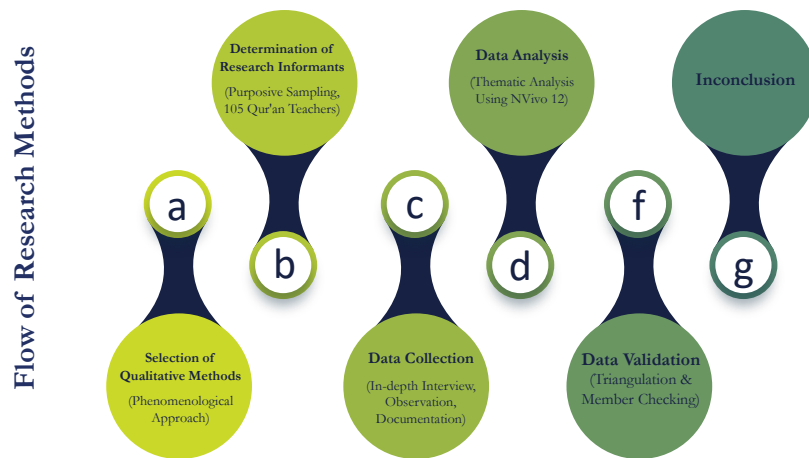 Flow of Research Methods
a
Selection of
Qualitative Methods
(Phenomenological
Approach)
Determination of
Research Informants
(Purposive Sampling,
105 Qur'an Teachers)
b
c
Data Collection
(In-depth Interview,
Observation,
Documentation)
Data Analysis
(Thematic Analysis
Using NVivo 12)
d
f
Data Validation
(Triangulation &
Member Checking)
Inconclusion
g